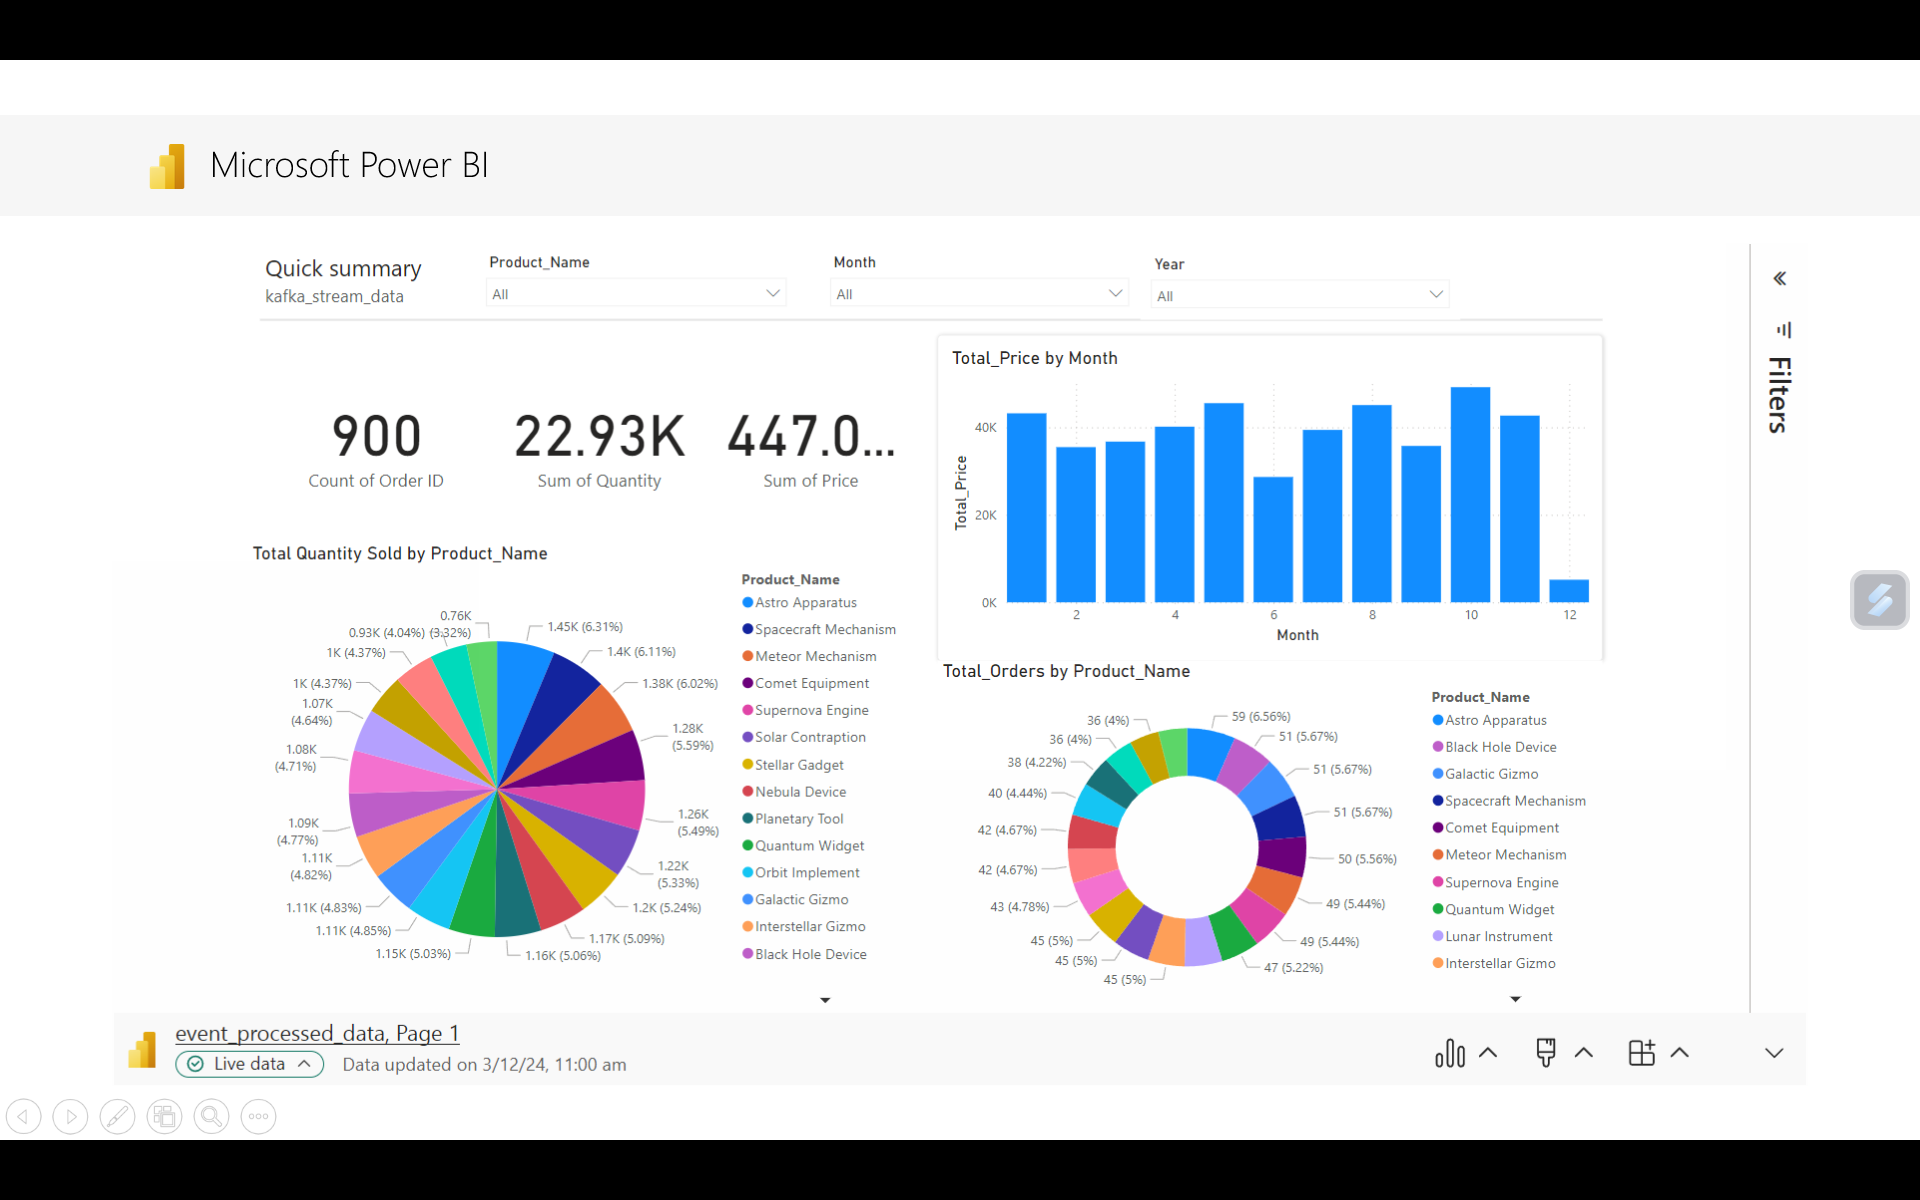 Microsoft Power BI
Quick summary
kafka_stream_data
Product_Name
All
Month
All
Year
All
Filters
900
Count of Order ID
22.93K
Sum of Quantity
447.0...
Sum of Price
Total_Price by Month
Total_Price
40K
20K
0K
2 4 6 8 10 12
Month
Total Quantity Sold by Product_Name
1.45K (6.31%)
1.4K (6.11%)
1.38K (6.02%)
1.28K
(5.59%)
1.26K
(5.49%)
1.22K
(5.33%)
1.2K (5.24%)
1.17K (5.09%)
1.16K (5.06%)
1.15K (5.03%)
1.11K (4.85%)
1.11K (4.83%)
1.11K
(4.82%)
1.09K
(4.77%)
1.08K
(4.71%)
1.07K
(4.64%)
1K (4.37%)
1K (4.37%)
0.93K (4.04%)
0.76K
(3.32%)
Product_Name
Astro Apparatus
Spacecraft Mechanism
Meteor Mechanism
Comet Equipment
Supernova Engine
Solar Contraption
Stellar Gadget
Nebula Device
Planetary Tool
Quantum Widget
Orbit Implement
Galactic Gizmo
Interstellar Gizmo
Black Hole Device
Total_Orders by Product_Name
59 (6.56%)
51 (5.67%)
51 (5.67%)
51 (5.67%)
50 (5.56%)
49 (5.44%)
49 (5.44%)
47 (5.22%)
45 (5%)
45 (5%)
45 (5%)
43 (4.78%)
42 (4.67%)
42 (4.67%)
40 (4.44%)
38 (4.22%)
36 (4%)
36 (4%)
Product_Name
Astro Apparatus
Black Hole Device
Galactic Gizmo
Spacecraft Mechanism
Comet Equipment
Meteor Mechanism
Supernova Engine
Quantum Widget
Lunar Instrument
Interstellar Gizmo
event_processed_data, Page 1
Live data
Data updated on 3/12/24, 11:00 am